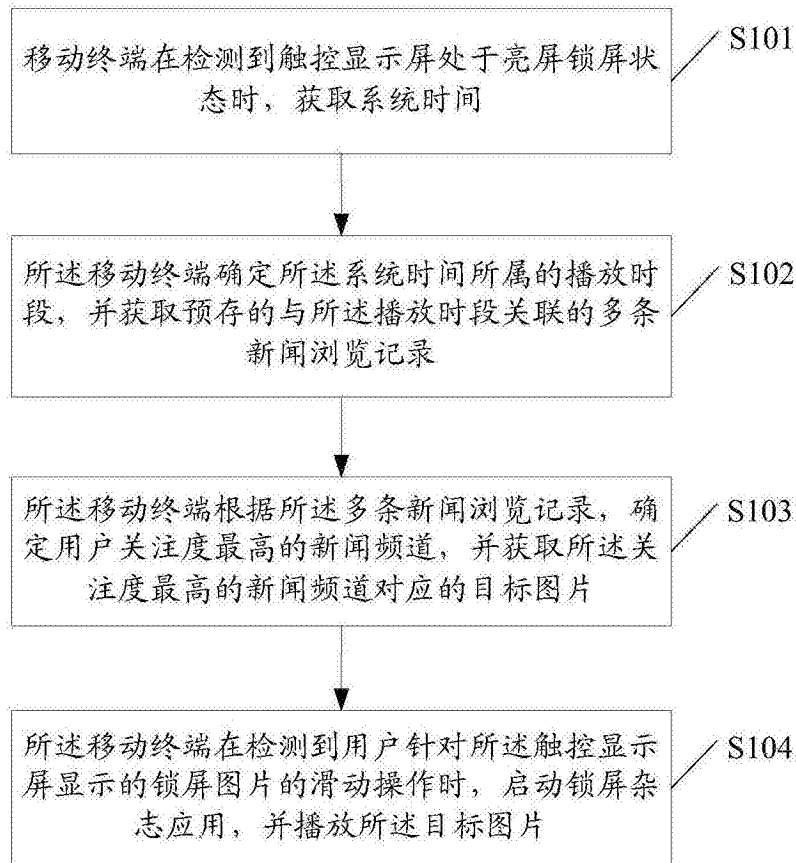 移动终端在检测到触控显示屏处于亮屏锁屏状
态时，获取系统时间
S101
所述移动终端确定所述系统时间所属的播放时
段，并获取预存的与所述播放时段关联的多条
新闻浏览记录
S102
所述移动终端根据所述多条新闻浏览记录，确
定用户关注度最高的新闻频道，并获取所述关
注度最高的新闻频道对应的目标图片
S103
所述移动终端在检测到用户针对所述触控显示
屏显示的锁屏图片的滑动操作时，启动锁屏杂
志应用，并播放所述目标图片
S104